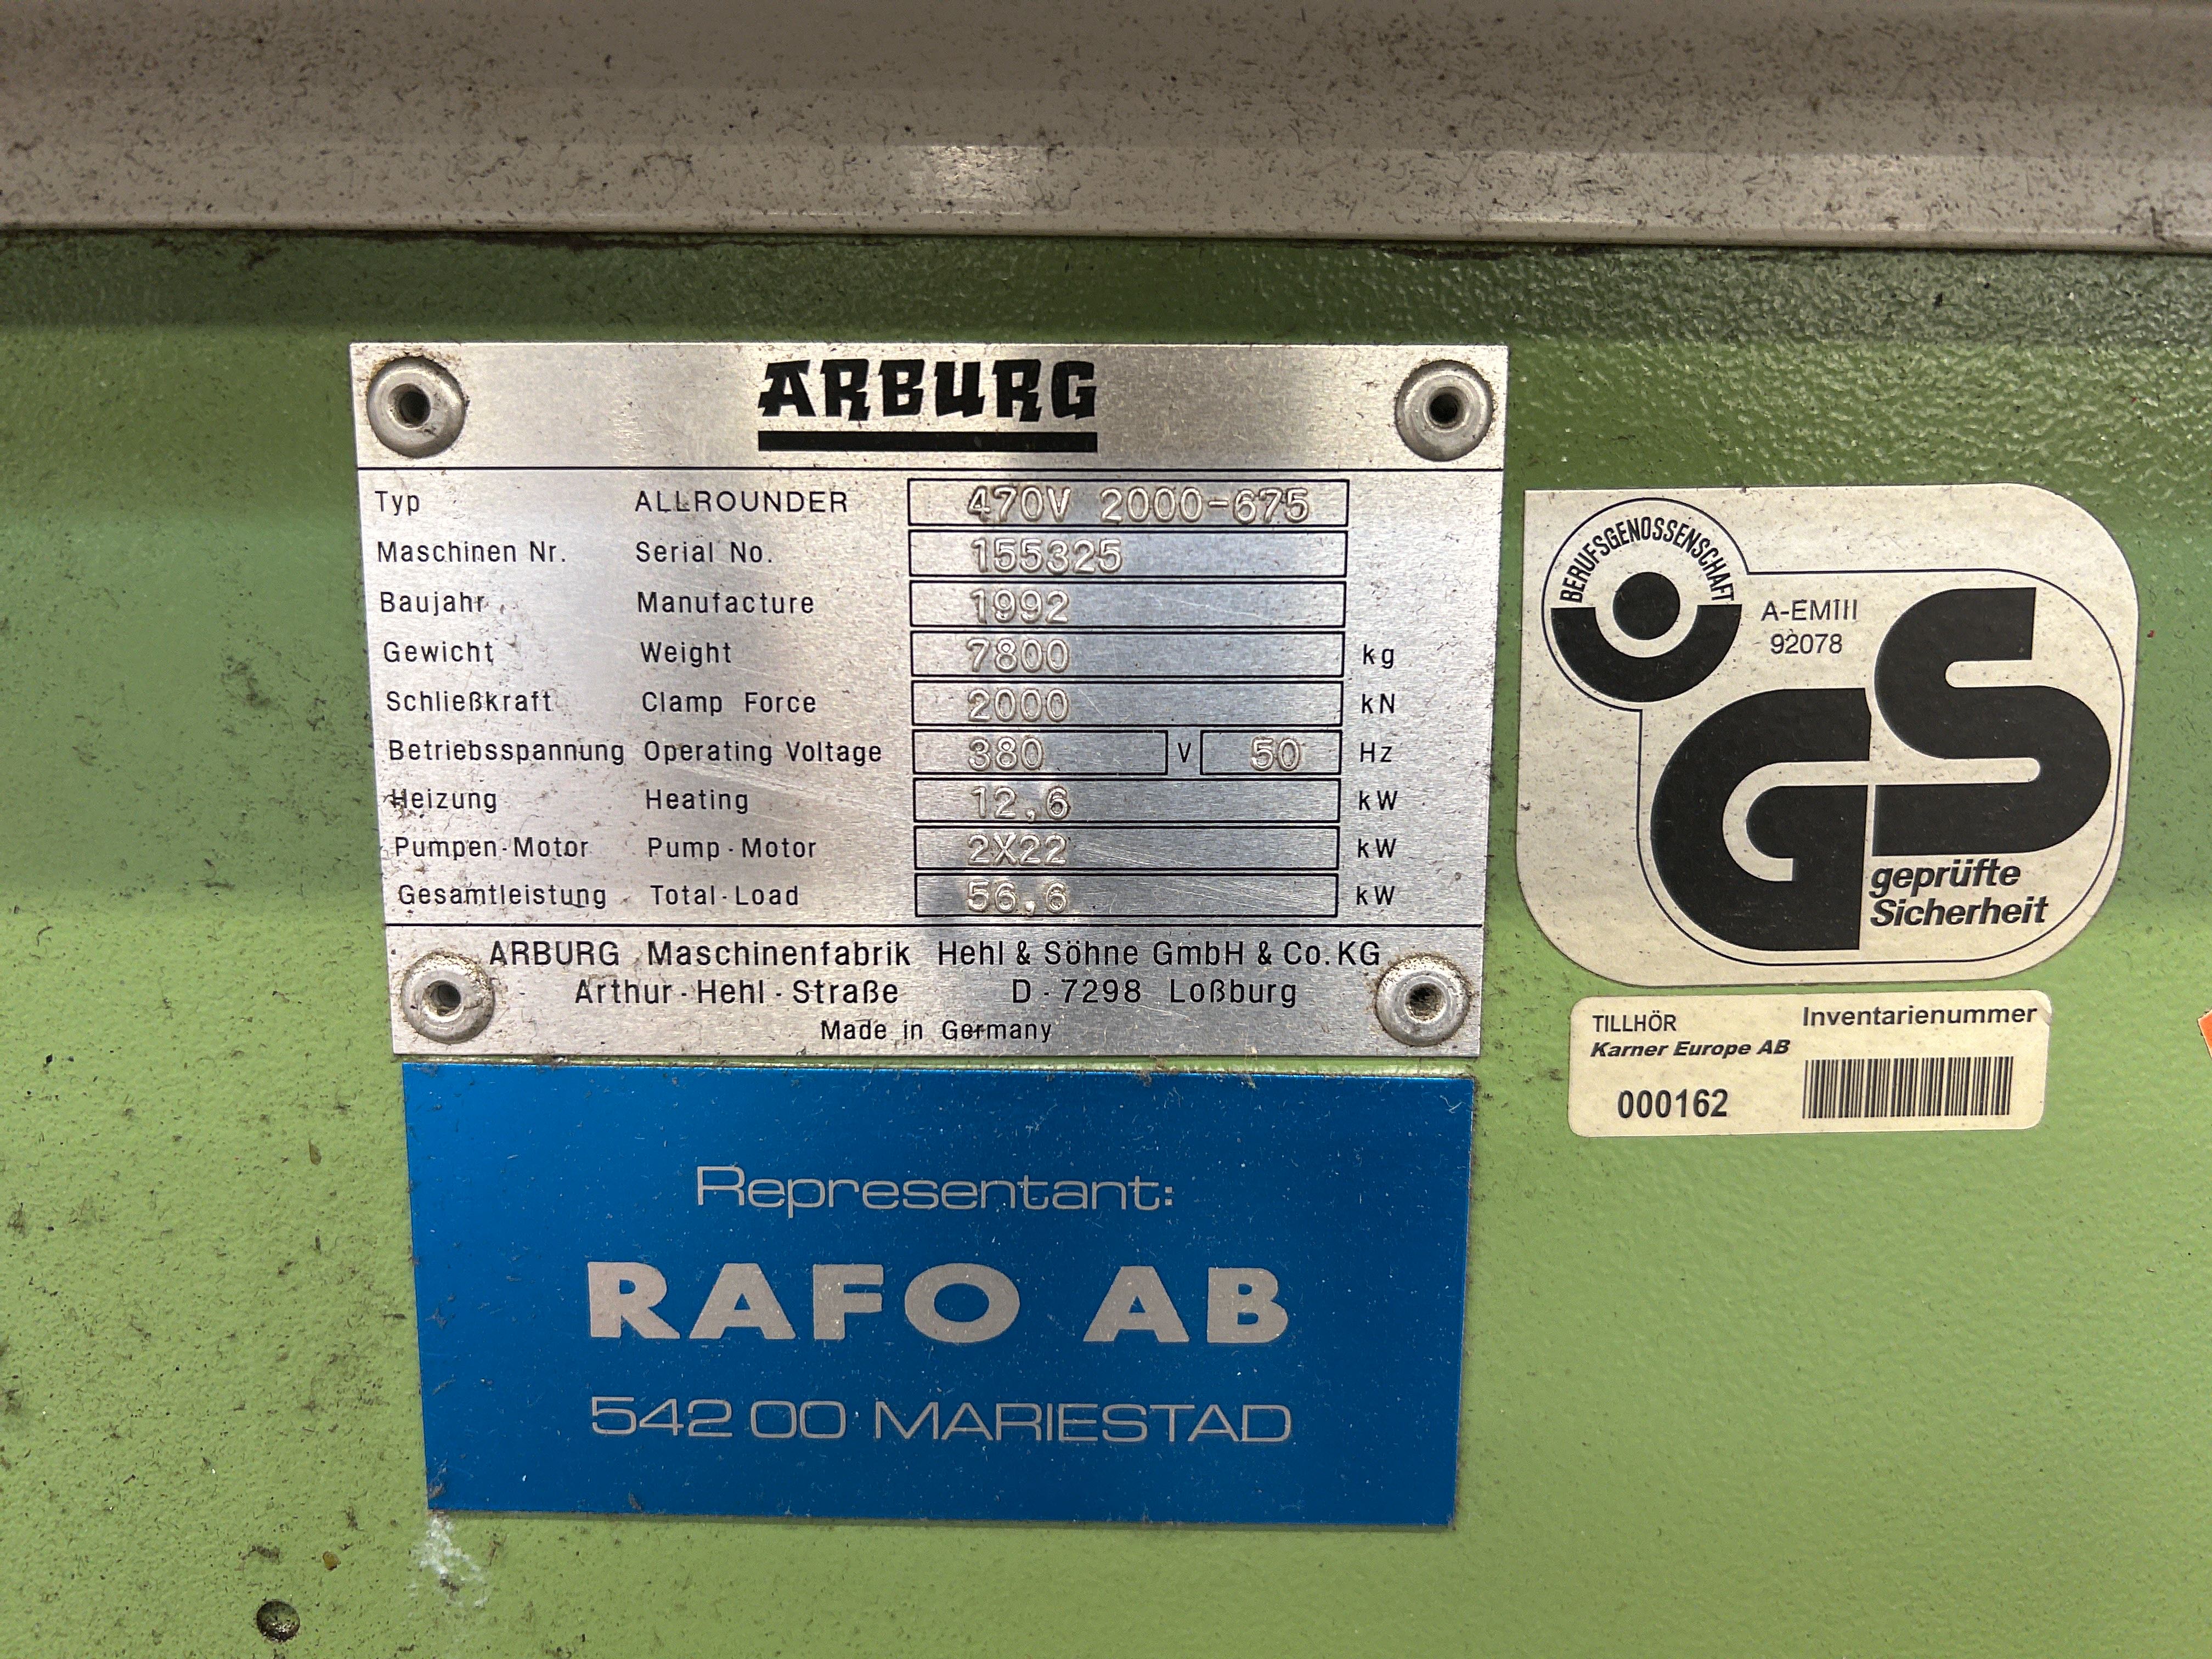 ARBURG
Typ ALLROUNDER 470V 2000-675
Maschinen Nr. Serial No. 155325
Baujahr Manufacture 1992
Gewicht Weight 7800 kg
Schließkraft Clamp Force 2000 kN
Betriebsspannung Operating Voltage 380 V 50 Hz
Heizung Heating 12,6 kW
Pumpen-Motor Pump-Motor 2X22 kW
Gesamtleistung Total-Load 56,6 kW
ARBURG Maschinenfabrik Hehl & Söhne GmbH & Co. KG
Arthur-Hehl-Straße D-7298 Loßburg
Made in Germany
BERUFSGENOSSENSCHAFT
A-EMIII
92078
GS
geprüfte
Sicherheit
TILLHÖR Inventarienummer
Karner Europe AB
000162
Representant:
RAFO AB
542 00 MARIESTAD